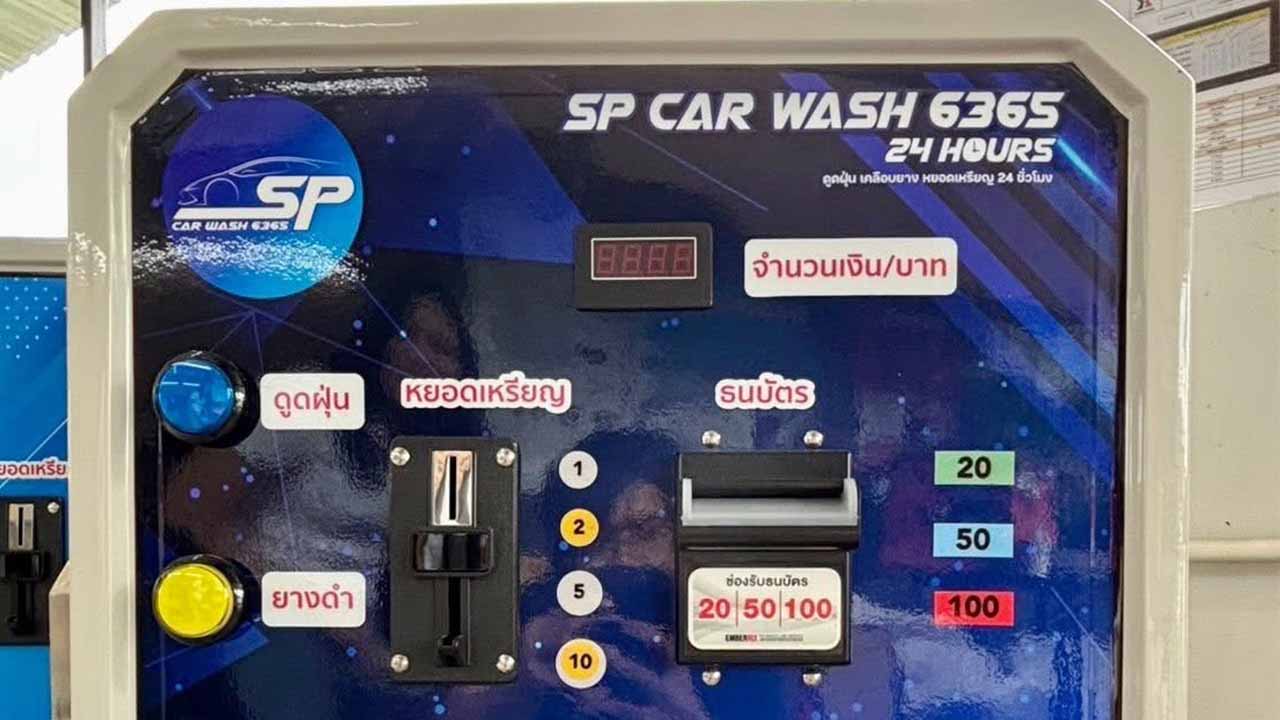 SP CAR WASH 6365
24 HOURS
ดูดฝุ่น เคลือบยาง หยอดเหรียญ 24 ชั่วโมง
SP
CAR WASH 6365
จำนวนเงิน/บาท
ดูดฝุ่น
หยอดเหรียญ
ธนบัตร
1
2
5
10
20
50
100
ยางดำ
ช่องรับธนบัตร
20 50 100